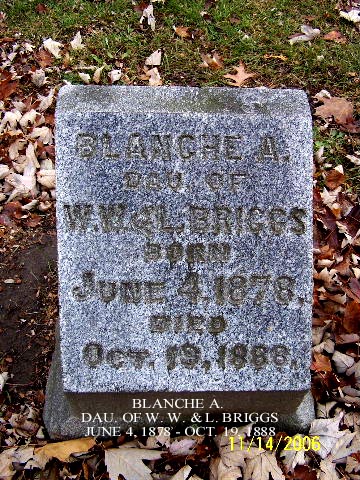 BLANCHE A.
DAU. OF
W. W. & L. BRIGGS
BORN
JUNE 4, 1878.
DIED
OCT. 19, 1888.
BLANCHE A.
DAU. OF W. W. & L. BRIGGS
JUNE 4, 1878 - OCT. 19, 1888
11/14/2006